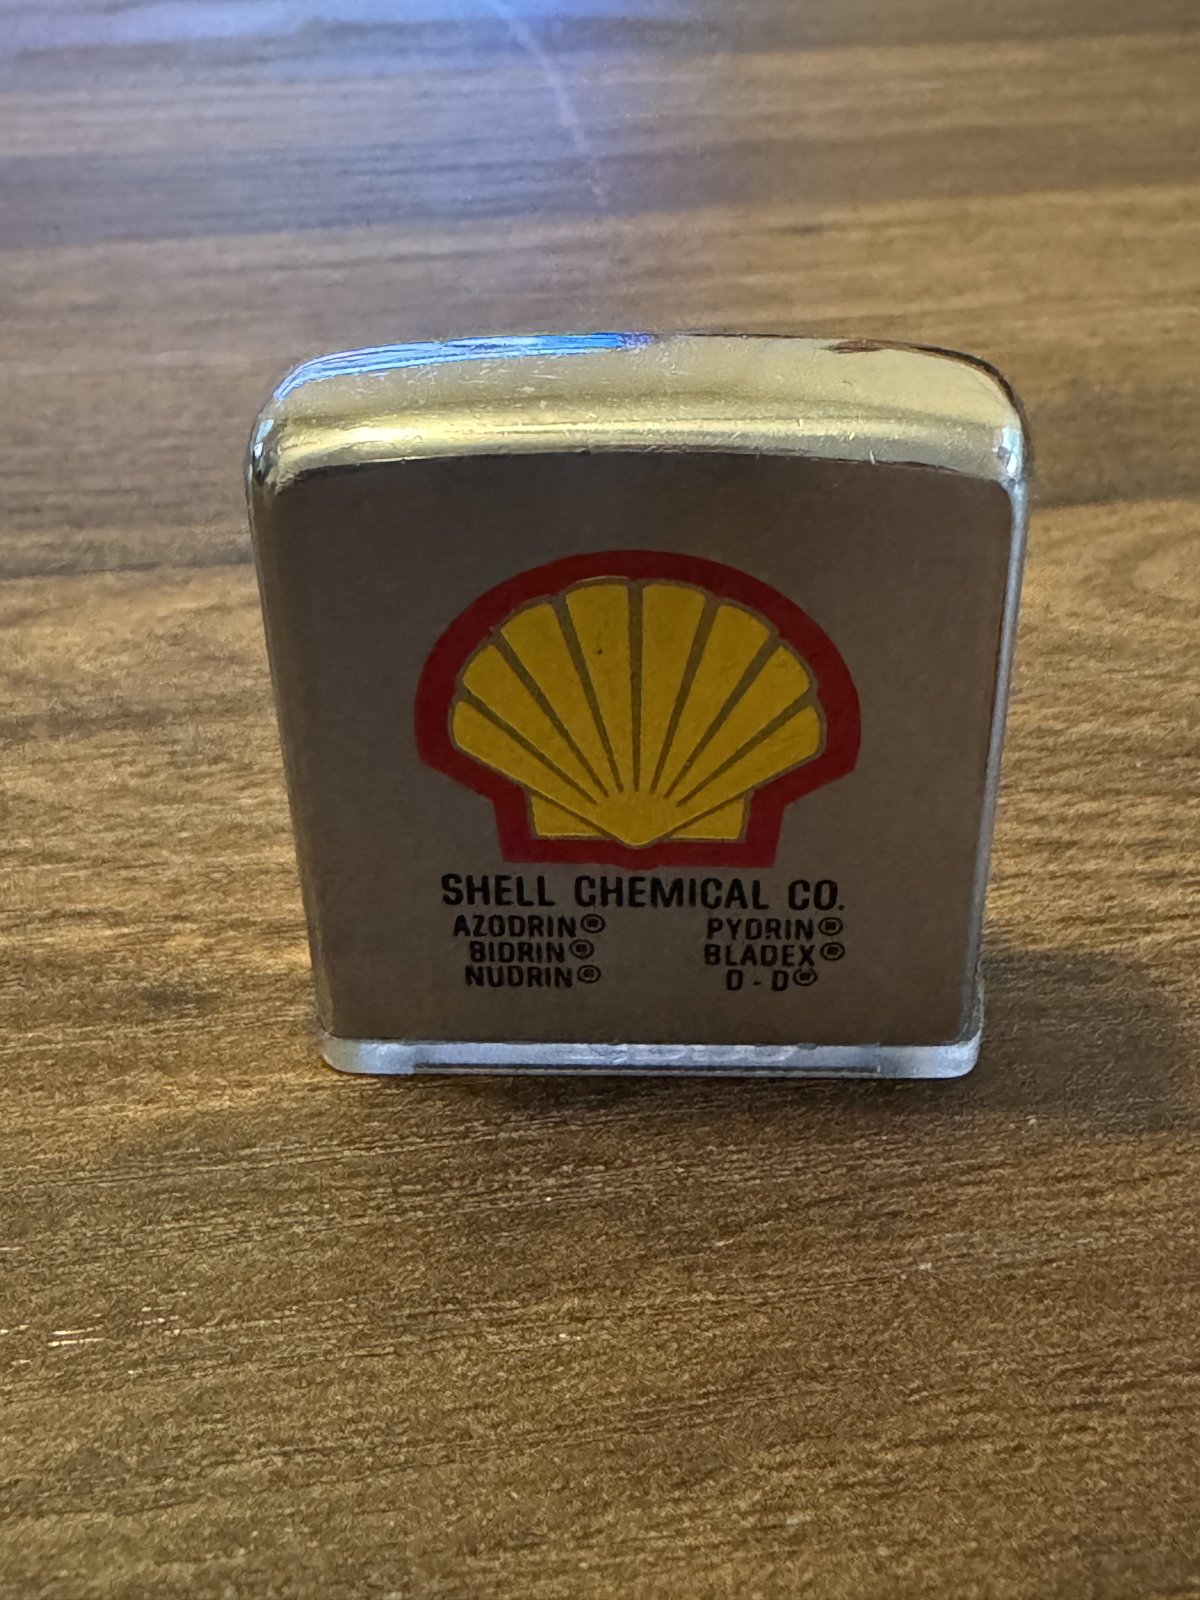 SHELL CHEMICAL CO.
AZODRIN® PYDRIN®
BIDRIN® BLADEX®
NUDRIN® D-D®